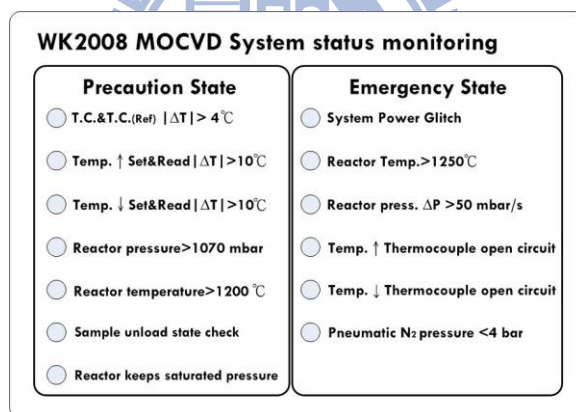 WK2008 MOCVD System status monitoring
Precaution State
T.C.&T.C.(Ref) |ΔT| > 4℃
Temp. ↑ Set&Read|ΔT|>10℃
Temp. ↓ Set&Read|ΔT|>10℃
Reactor pressure>1070 mbar
Reactor temperature>1200 ℃
Sample unload state check
Reactor keeps saturated pressure
Emergency State
System Power Glitch
Reactor Temp.>1250℃
Reactor press. ΔP >50 mbar/s
Temp. ↑ Thermocouple open circuit
Temp. ↓ Thermocouple open circuit
Pneumatic N₂ pressure <4 bar